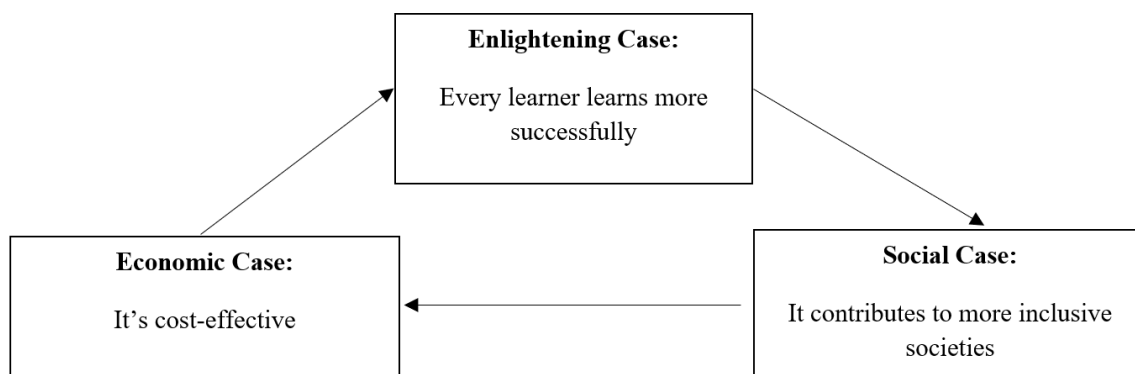 Enlightening Case:
Every learner learns more
successfully
Economic Case:
It’s cost-effective
Social Case:
It contributes to more inclusive
societies